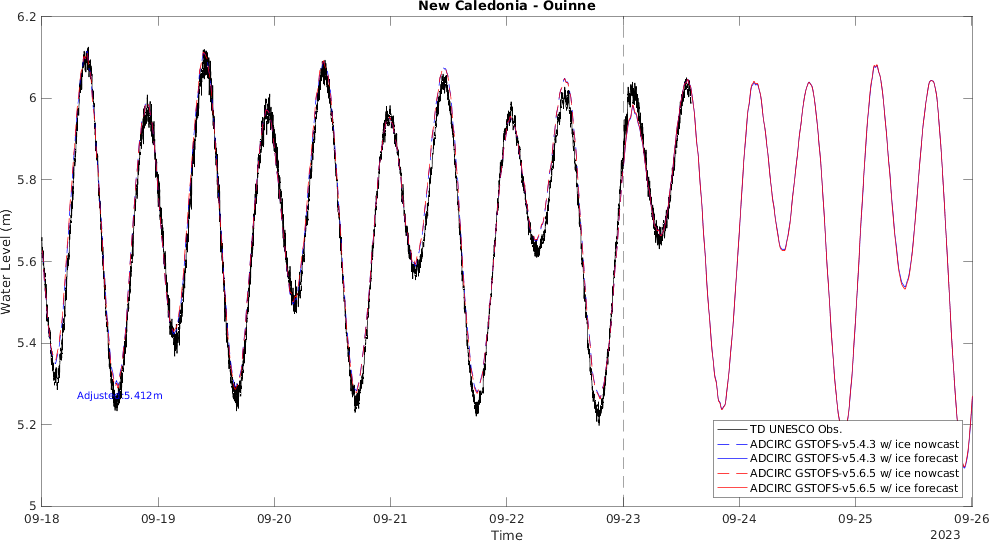 New Caledonia - Ouinne
6.2
6
5.8
5.6
5.4
5.2
5
Water Level (m)
Adjusted:5.412m
TD UNESCO Obs.
ADCIRC GSTOFS-v5.4.3 w/ ice nowcast
ADCIRC GSTOFS-v5.4.3 w/ ice forecast
ADCIRC GSTOFS-v5.6.5 w/ ice nowcast
ADCIRC GSTOFS-v5.6.5 w/ ice forecast
09-18 09-19 09-20 09-21 09-22 09-23 09-24 09-25 09-26
Time
2023